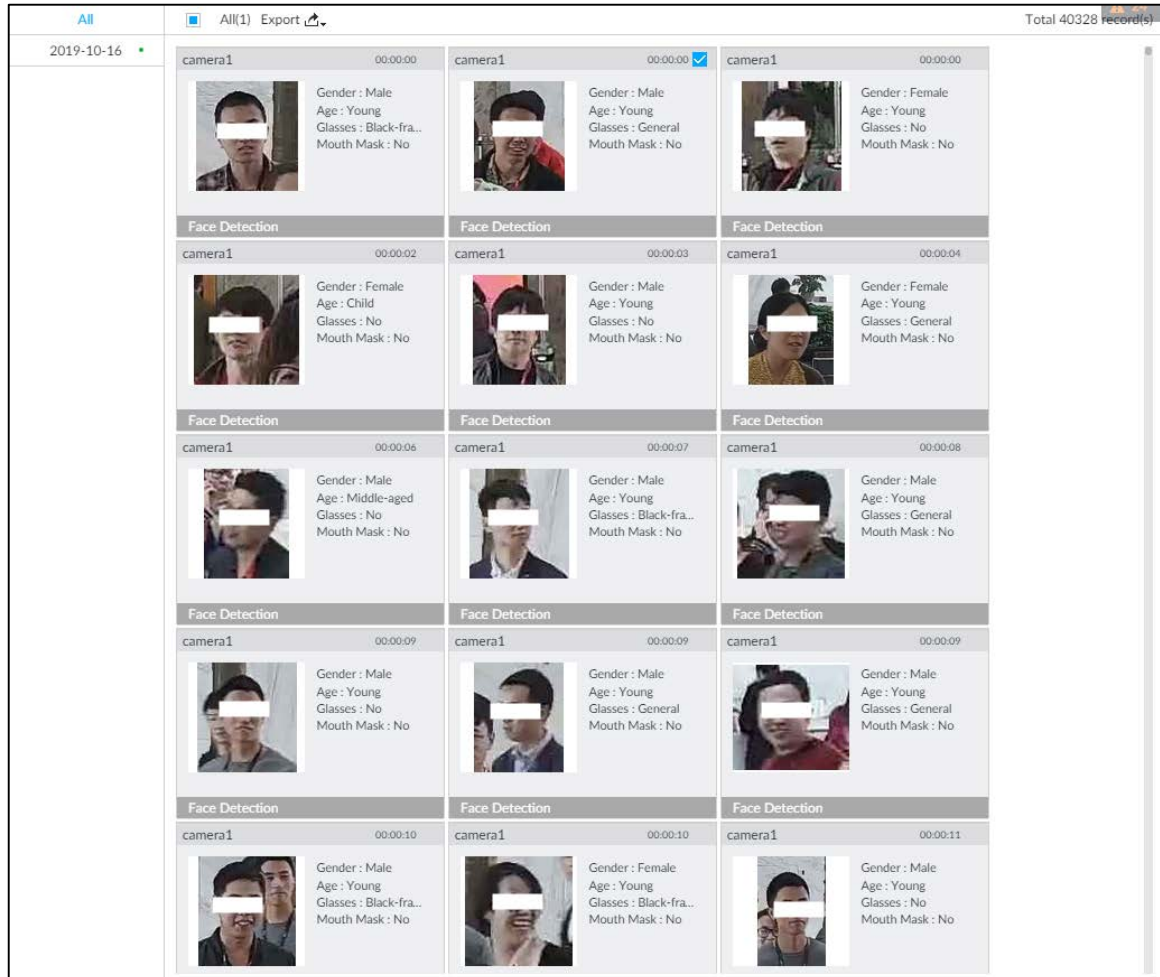 All
All(1) Export
Total 40328 record(s)
2019-10-16
camera1 00:00:00
Gender : Male
Age : Young
Glasses : Black-fra...
Mouth Mask : No
Face Detection
camera1 00:00:00
Gender : Male
Age : Young
Glasses : General
Mouth Mask : No
Face Detection
camera1 00:00:00
Gender : Female
Age : Young
Glasses : No
Mouth Mask : No
Face Detection
camera1 00:00:02
Gender : Female
Age : Child
Glasses : No
Mouth Mask : No
Face Detection
camera1 00:00:03
Gender : Male
Age : Young
Glasses : No
Mouth Mask : No
Face Detection
camera1 00:00:04
Gender : Female
Age : Young
Glasses : General
Mouth Mask : No
Face Detection
camera1 00:00:06
Gender : Male
Age : Middle-aged
Glasses : No
Mouth Mask : No
Face Detection
camera1 00:00:07
Gender : Male
Age : Young
Glasses : Black-fra...
Mouth Mask : No
Face Detection
camera1 00:00:08
Gender : Male
Age : Young
Glasses : General
Mouth Mask : No
Face Detection
camera1 00:00:09
Gender : Male
Age : Young
Glasses : No
Mouth Mask : No
Face Detection
camera1 00:00:09
Gender : Male
Age : Young
Glasses : General
Mouth Mask : No
Face Detection
camera1 00:00:09
Gender : Male
Age : Young
Glasses : General
Mouth Mask : No
Face Detection
camera1 00:00:10
Gender : Male
Age : Young
Glasses : Black-fra...
Mouth Mask : No
camera1 00:00:10
Gender : Female
Age : Young
Glasses : Black-fra...
Mouth Mask : No
camera1 00:00:11
Gender : Male
Age : Young
Glasses : No
Mouth Mask : No